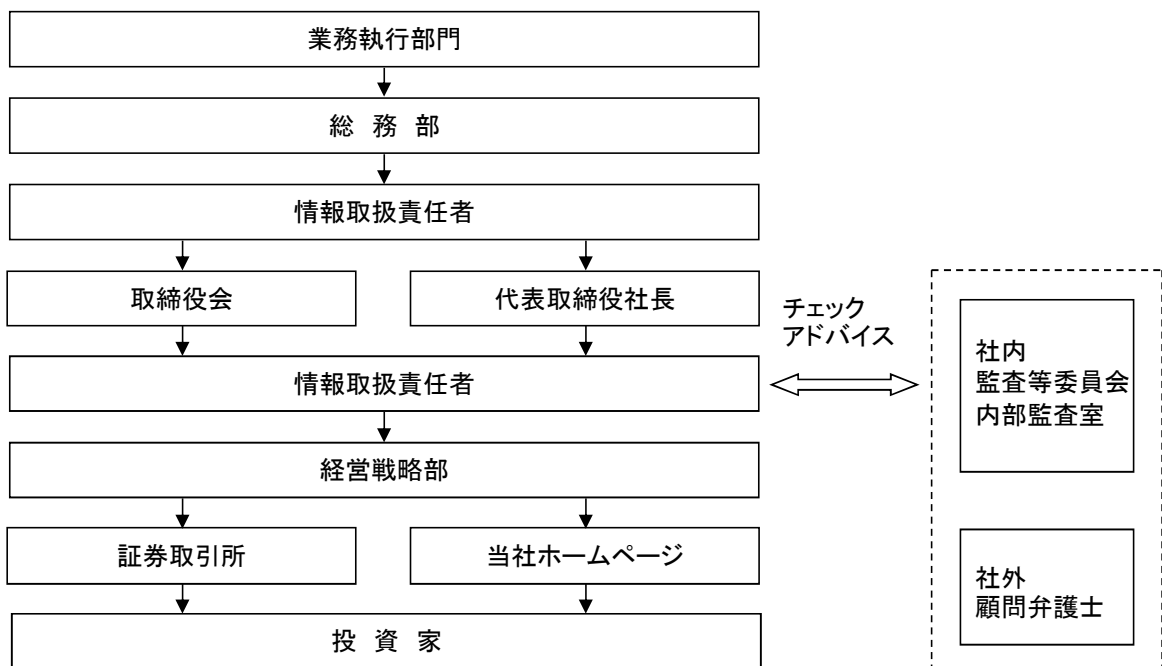 業務執行部門
総 務 部
情報取扱責任者
取締役会
代表取締役社長
情報取扱責任者
経営戦略部
証券取引所
当社ホームページ
投 資 家
チェック
アドバイス
社内
監査等委員会
内部監査室
社外
顧問弁護士